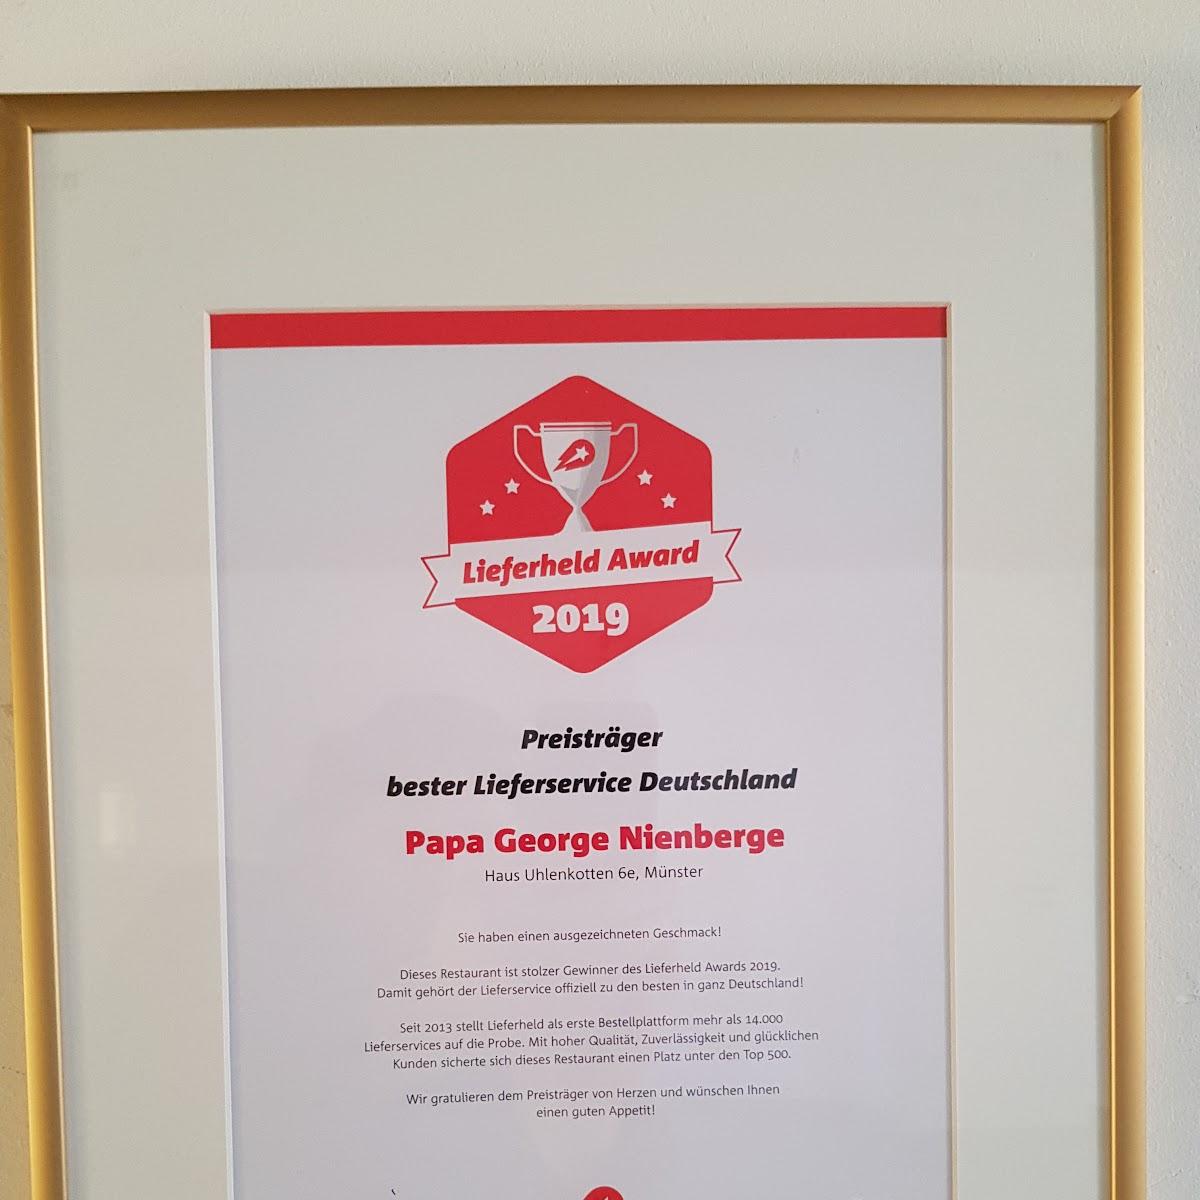 Lieferheld Award
2019
Preisträger
bester Lieferservice Deutschland
Papa George Nienberge
Haus Uhlenkotten 6e, Münster
Sie haben einen ausgezeichneten Geschmack!
Dieses Restaurant ist stolzer Gewinner des Lieferheld Awards 2019.
Damit gehört der Lieferservice offiziell zu den besten in ganz Deutschland!
Seit 2013 stellt Lieferheld als erste Bestellplattform mehr als 14.000
Lieferservices auf die Probe. Mit hoher Qualität, Zuverlässigkeit und glücklichen
Kunden sicherte sich dieses Restaurant einen Platz unter den Top 500.
Wir gratulieren dem Preisträger von Herzen und wünschen Ihnen
einen guten Appetit!